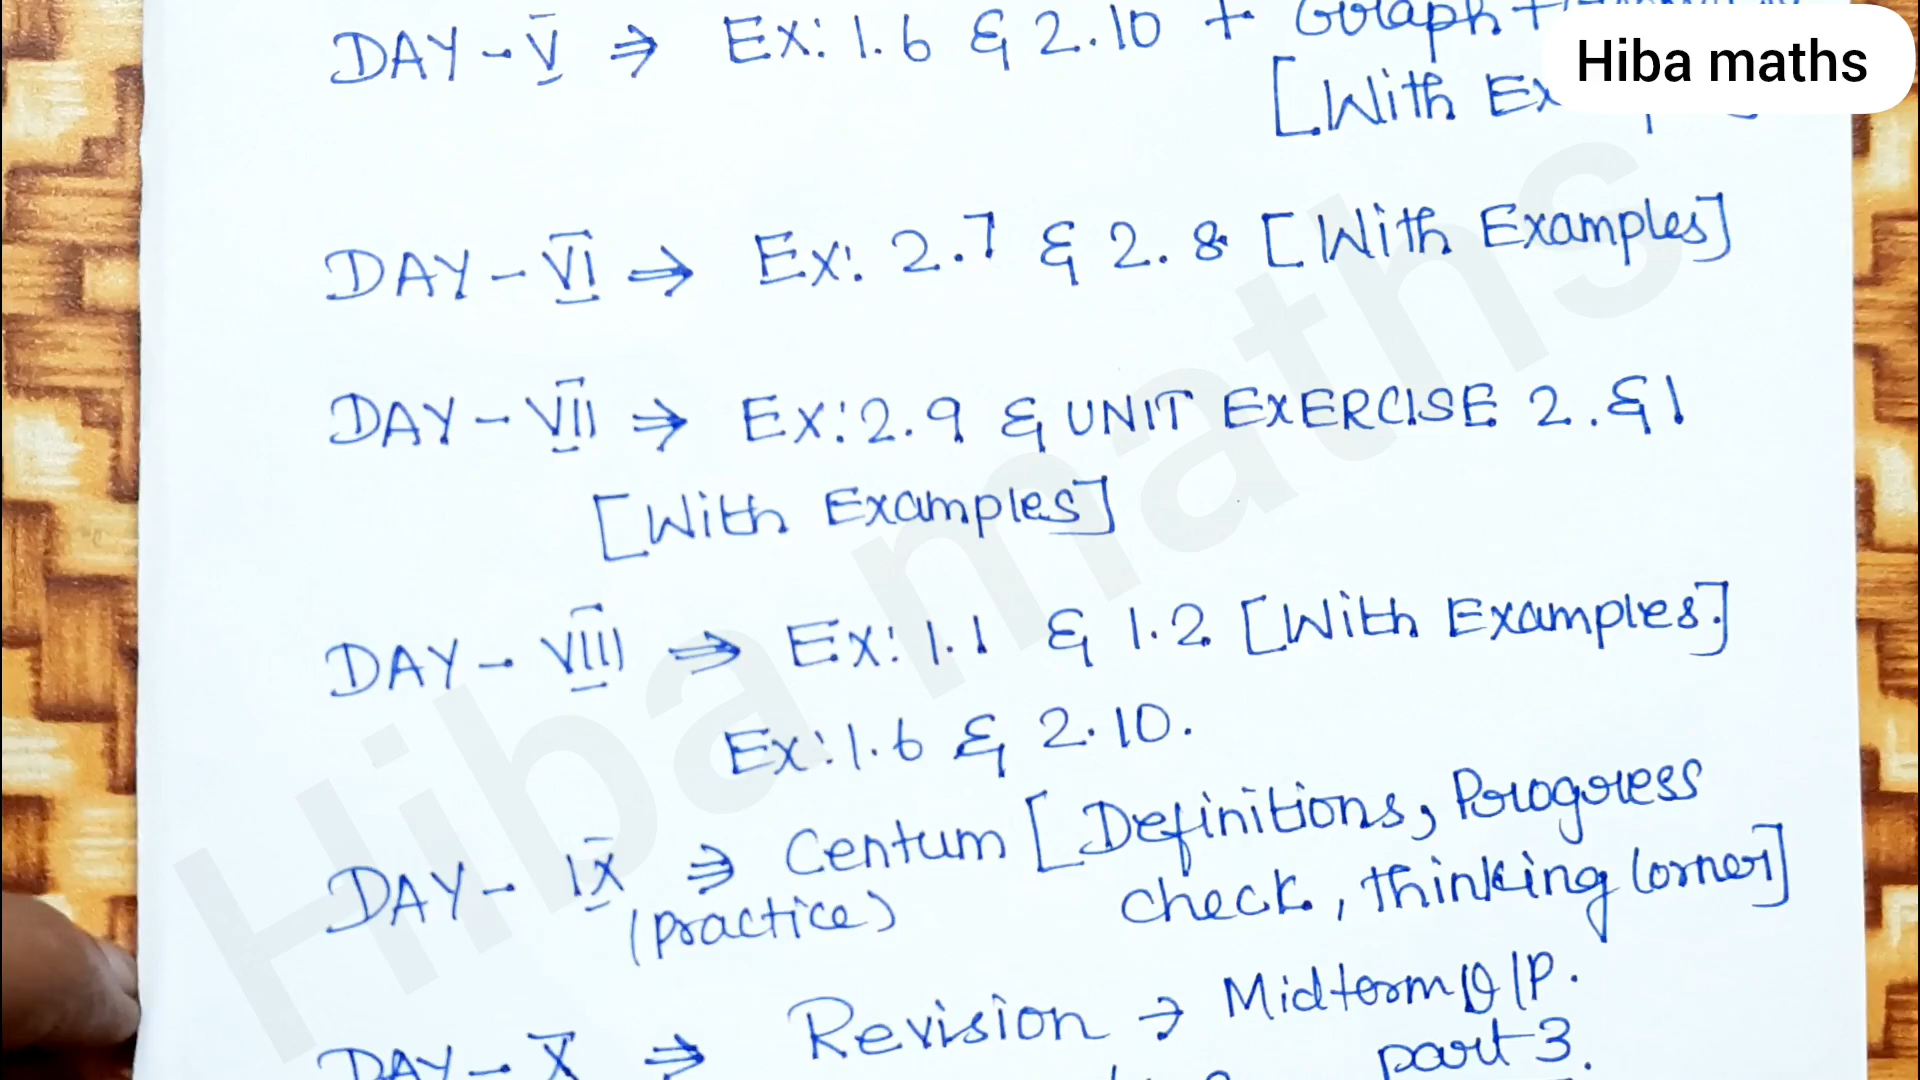 DAY - V ⇒ Ex: 1.6 & 2.10 + Graph +
Hiba maths
[With Ex
DAY - VI ⇒ Ex: 2.7 & 2.8 [With Examples]
DAY - VII ⇒ Ex: 2.9 & UNIT EXERCISE 2. & 1
[With Examples]
DAY - VIII ⇒ Ex: 1.1 & 1.2 [With Examples.]
Ex: 1.6 & 2.10.
DAY - IX ⇒ Centum [Definitions, Progress
(practice) check, thinking Corner]
DAY - X ⇒ Revision → Midterm Q/P.
part 3.
Hiba maths